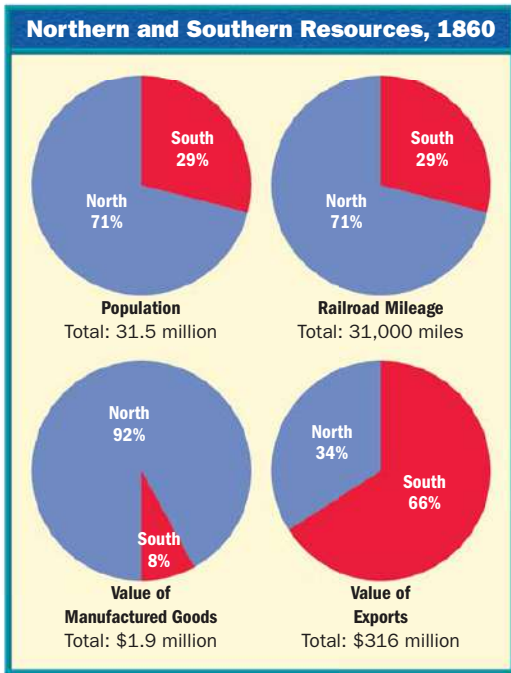 Northern and Southern Resources, 1860
South
29%
North
71%
Population
Total: 31.5 million
South
29%
North
71%
Railroad Mileage
Total: 31,000 miles
North
92%
South
8%
Value of
Manufactured Goods
Total: $1.9 million
North
34%
South
66%
Value of
Exports
Total: $316 million